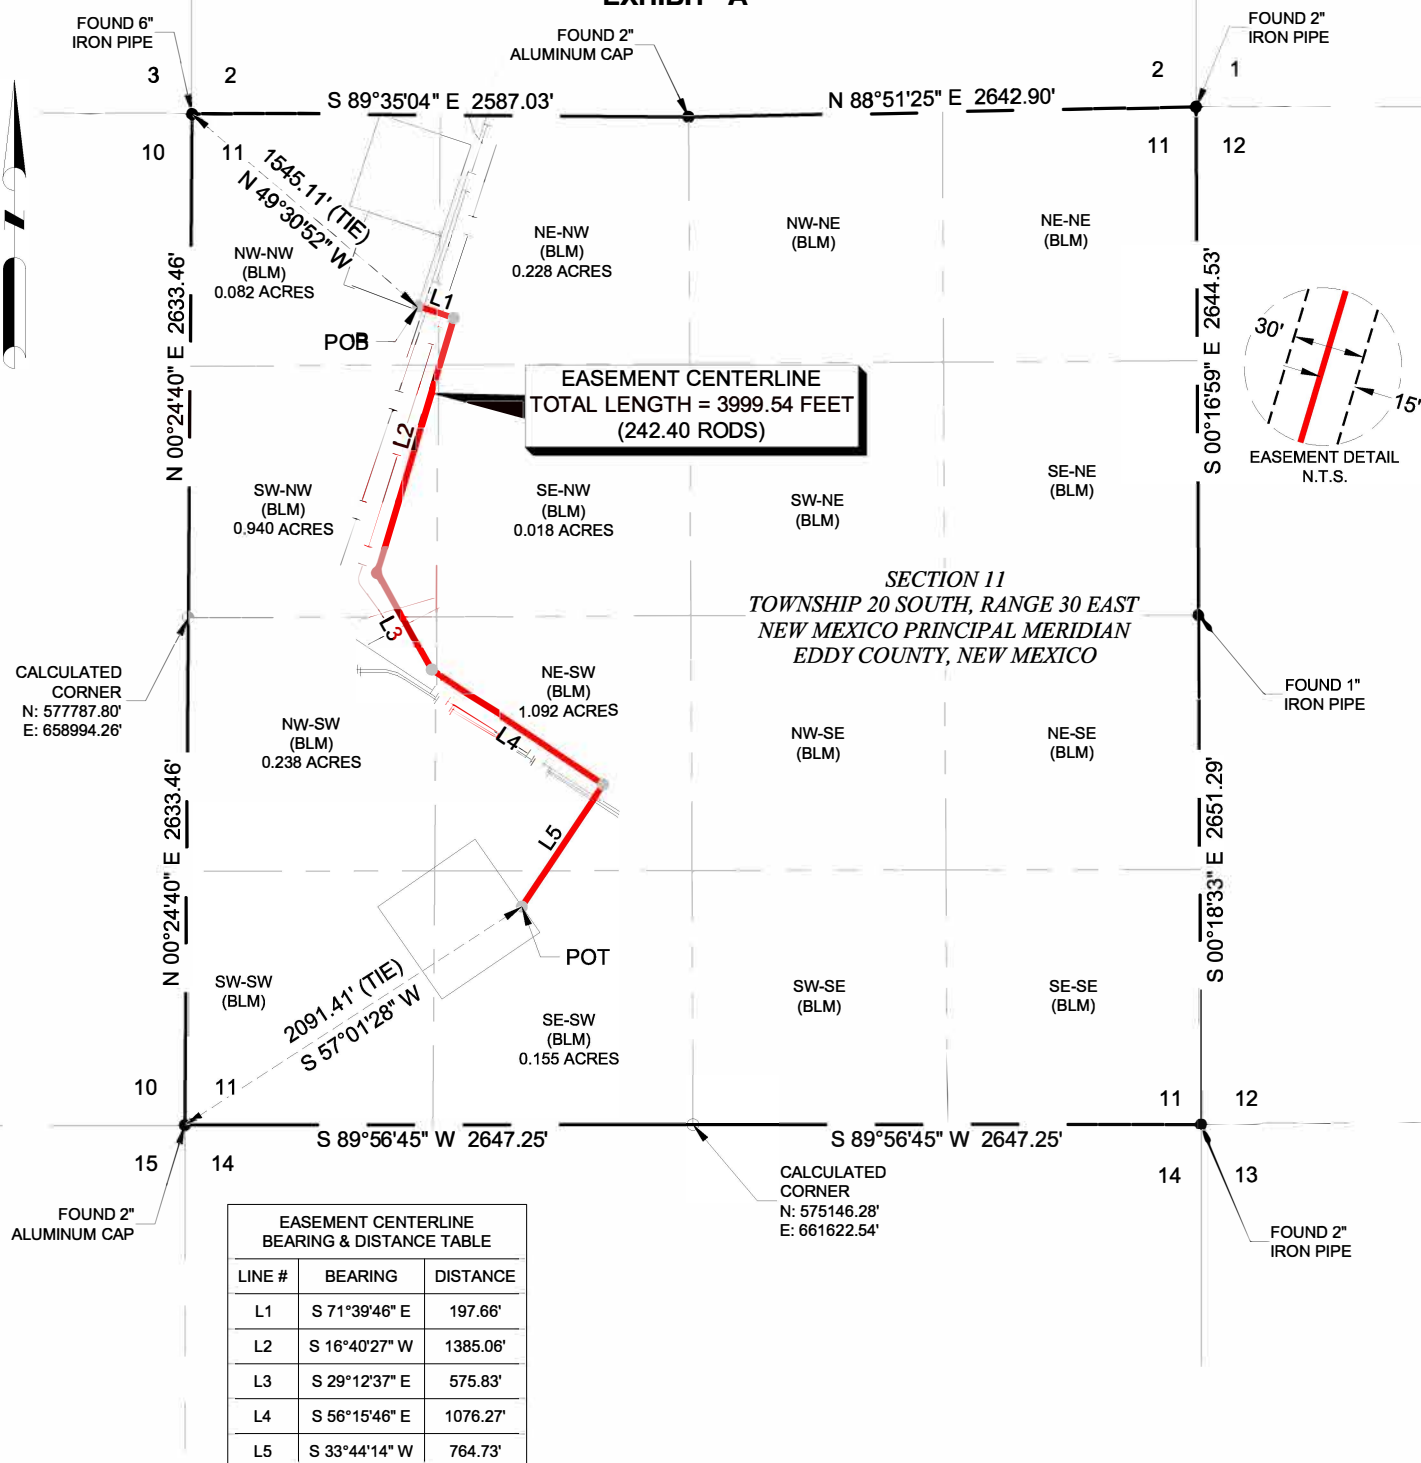 EXHIBIT "A"
FOUND 6"
IRON PIPE
FOUND 2"
ALUMINUM CAP
FOUND 2"
IRON PIPE
3 2
2 1
S 89°35'04" E 2587.03'
N 88°51'25" E 2642.90'
10 11
11 12
1545.11' (TIE)
N 49°30'52" W
NW-NW
(BLM)
0.082 ACRES
NE-NW
(BLM)
0.228 ACRES
NW-NE
(BLM)
NE-NE
(BLM)
N 00°24'40" E 2633.46'
S 00°16'59" E 2644.53'
L1
POB
30'
15'
EASEMENT DETAIL
N.T.S.
EASEMENT CENTERLINE
TOTAL LENGTH = 3999.54 FEET
(242.40 RODS)
L2
SW-NW
(BLM)
0.940 ACRES
SE-NW
(BLM)
0.018 ACRES
SW-NE
(BLM)
SE-NE
(BLM)
SECTION 11
TOWNSHIP 20 SOUTH, RANGE 30 EAST
NEW MEXICO PRINCIPAL MERIDIAN
EDDY COUNTY, NEW MEXICO
L3
CALCULATED
CORNER
N: 577787.80'
E: 658994.26'
FOUND 1"
IRON PIPE
NE-SW
(BLM)
1.092 ACRES
NW-SW
(BLM)
0.238 ACRES
L4
NW-SE
(BLM)
NE-SE
(BLM)
N 00°24'40" E 2633.46'
S 00°18'33" E 2651.29'
L5
POT
2091.41' (TIE)
S 57°01'28" W
SW-SW
(BLM)
SE-SW
(BLM)
0.155 ACRES
SW-SE
(BLM)
SE-SE
(BLM)
10 11
11 12
S 89°56'45" W 2647.25'
S 89°56'45" W 2647.25'
15 14
14 13
FOUND 2"
ALUMINUM CAP
CALCULATED
CORNER
N: 575146.28'
E: 661622.54'
FOUND 2"
IRON PIPE
EASEMENT CENTERLINE
BEARING & DISTANCE TABLE
LINE # BEARING DISTANCE
L1 S 71°39'46" E 197.66'
L2 S 16°40'27" W 1385.06'
L3 S 29°12'37" E 575.83'
L4 S 56°15'46" E 1076.27'
L5 S 33°44'14" W 764.73'